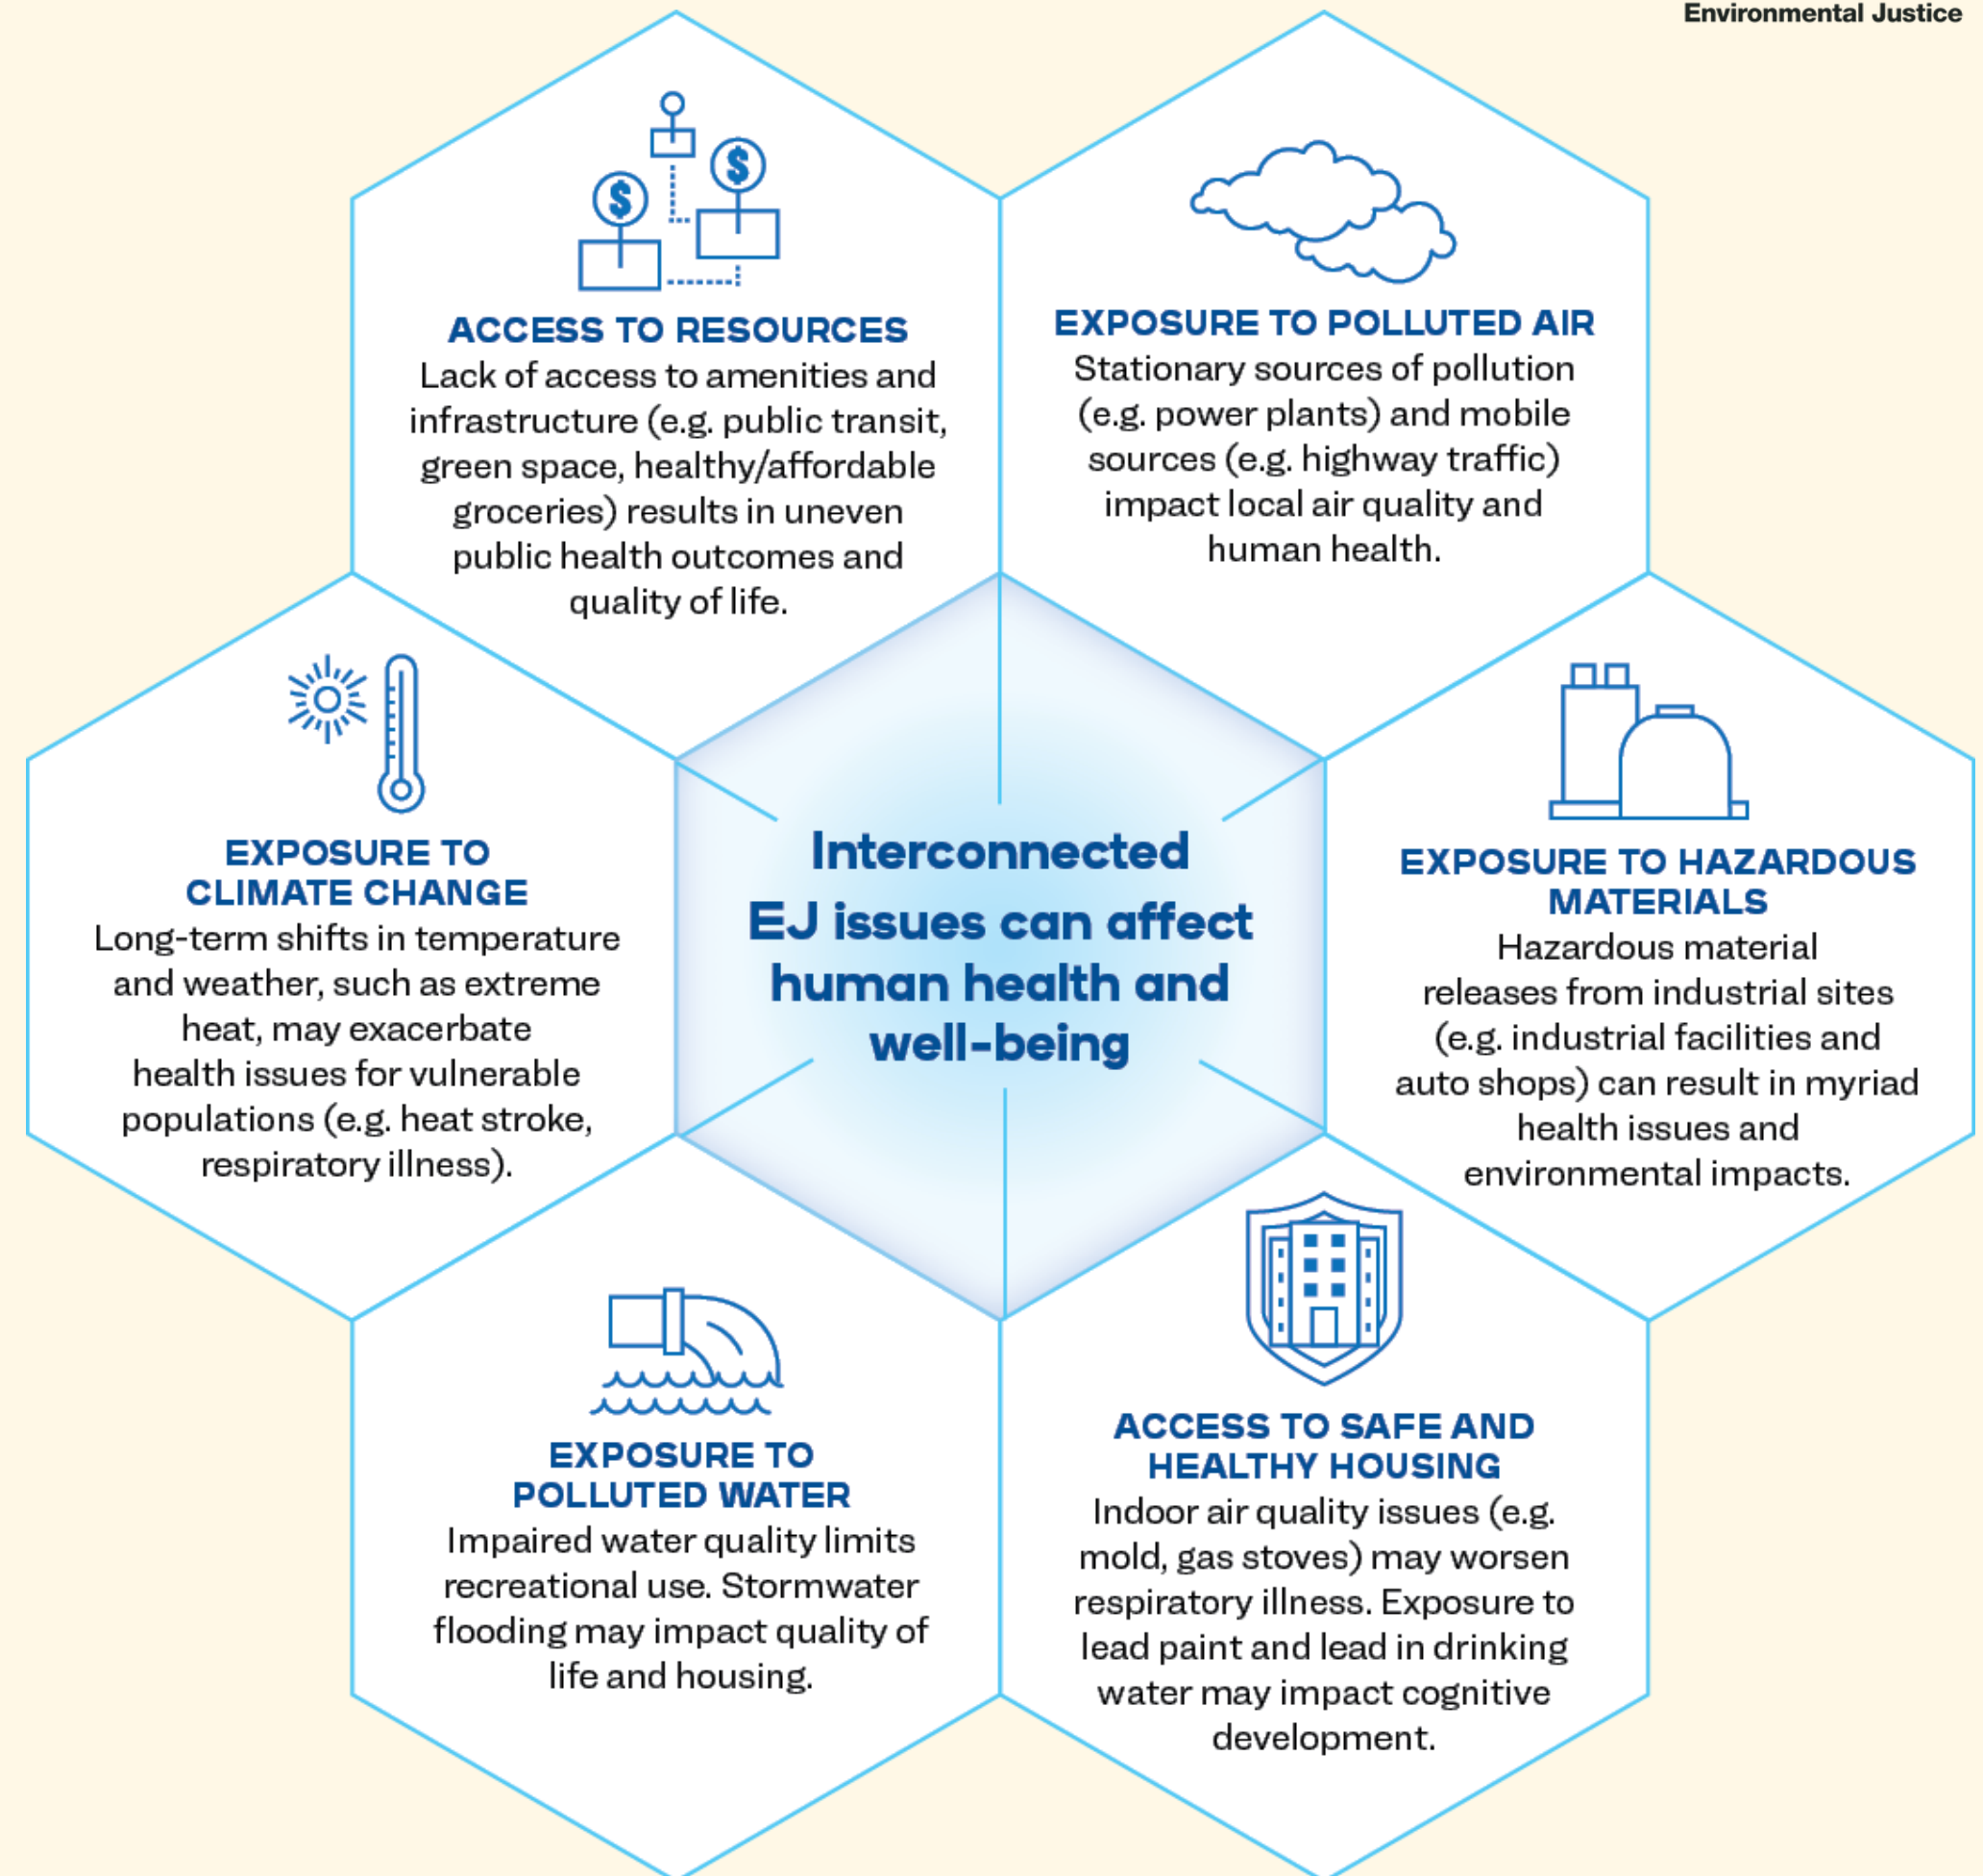 Environmental Justice
ACCESS TO RESOURCES
Lack of access to amenities and
infrastructure (e.g. public transit,
green space, healthy/affordable
groceries) results in uneven
public health outcomes and
quality of life.
EXPOSURE TO POLLUTED AIR
Stationary sources of pollution
(e.g. power plants) and mobile
sources (e.g. highway traffic)
impact local air quality and
human health.
EXPOSURE TO
CLIMATE CHANGE
Long-term shifts in temperature
and weather, such as extreme
heat, may exacerbate
health issues for vulnerable
populations (e.g. heat stroke,
respiratory illness).
Interconnected
EJ issues can affect
human health and
well-being
EXPOSURE TO HAZARDOUS
MATERIALS
Hazardous material
releases from industrial sites
(e.g. industrial facilities and
auto shops) can result in myriad
health issues and
environmental impacts.
EXPOSURE TO
POLLUTED WATER
Impaired water quality limits
recreational use. Stormwater
flooding may impact quality of
life and housing.
ACCESS TO SAFE AND
HEALTHY HOUSING
Indoor air quality issues (e.g.
mold, gas stoves) may worsen
respiratory illness. Exposure to
lead paint and lead in drinking
water may impact cognitive
development.